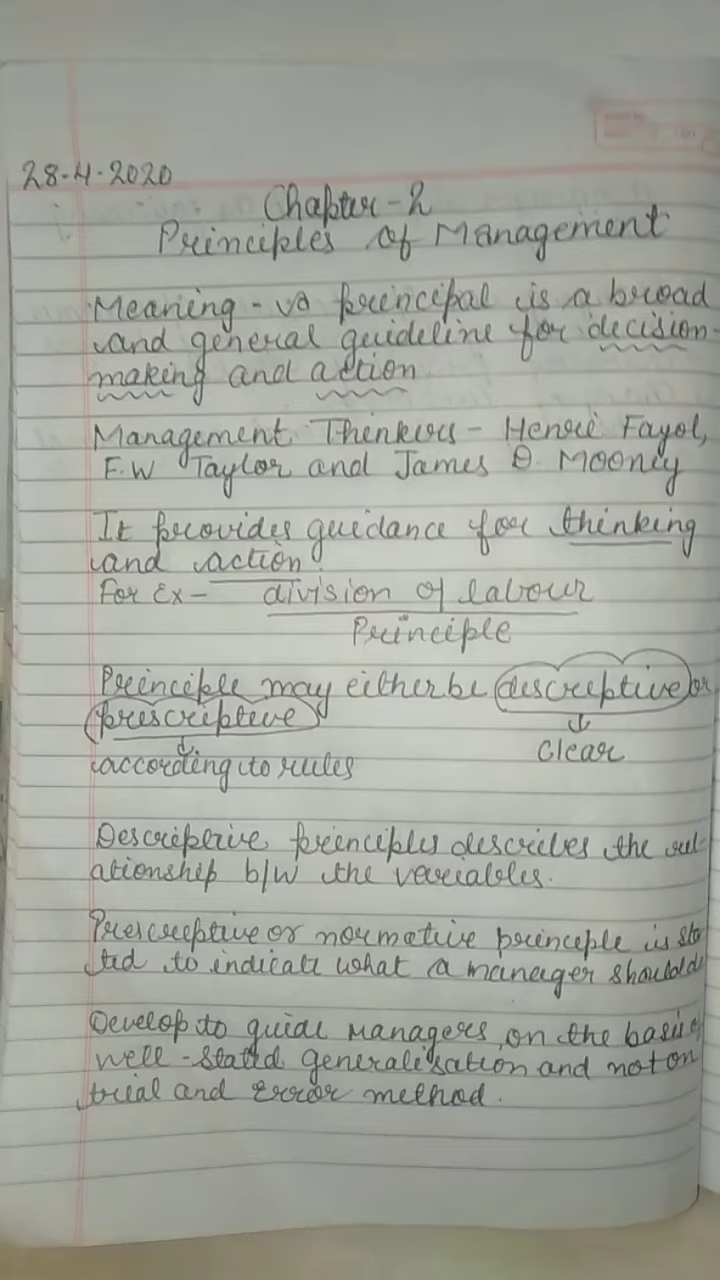 28-4-2020
Chapter-2
Principles of Management
Meaning - A principal is a broad
and general guideline for decision-
making and action
Management Thinkers - Henri Fayol,
F.W Taylor and James D. Mooney
It provides guidance for thinking
and action.
For Ex - division of labour
Principle
Principle may either be descriptive or
prescriptive
Clear
according to rules
Descriptive principles describes the rel-
ationship b/w the variables.
Prescreptive or normative principle is sta
ted to indicate what a manager should do
Develop to guide managers on the basis of
well-stated generalisation and not on
trial and error method.